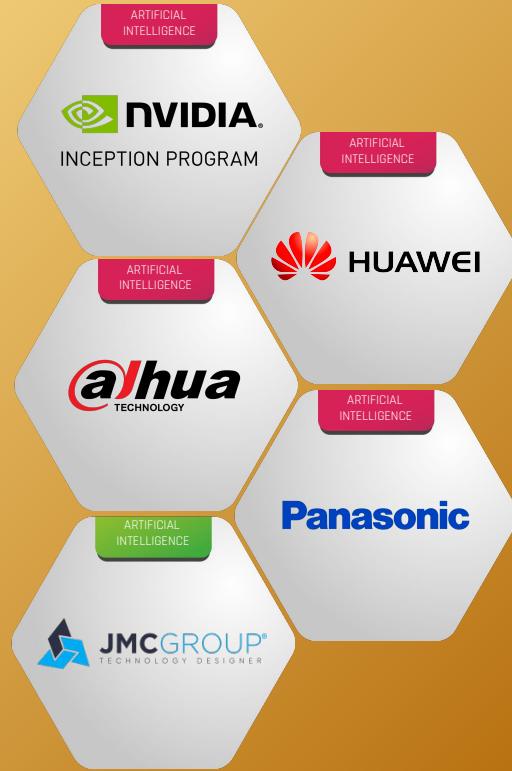 ARTIFICIAL
INTELLIGENCE
NVIDIA.
INCEPTION PROGRAM
ARTIFICIAL
INTELLIGENCE
HUAWEI
ARTIFICIAL
INTELLIGENCE
alhua
TECHNOLOGY
ARTIFICIAL
INTELLIGENCE
Panasonic
ARTIFICIAL
INTELLIGENCE
JMCGROUP®
TECHNOLOGY DESIGNER